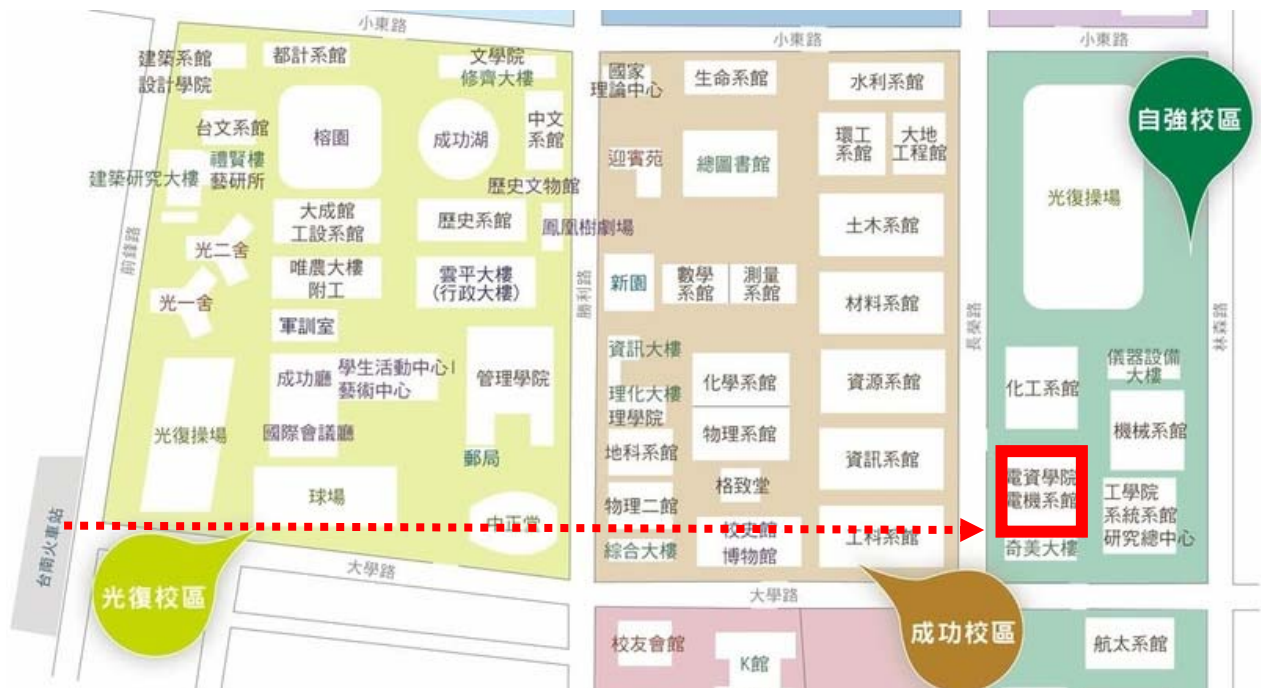 小東路
小東路
小東路
建築系館
設計學院
都計系館
文學院
修齊大樓
台文系館
榕園
成功湖
中文
系館
禮賢樓
藝研所
建築研究大樓
歷史文物館
大成館
工設系館
歷史系館
鳳凰樹劇場
前鋒路
光二舍
唯農大樓
附工
雲平大樓
(行政大樓)
光一舍
軍訓室
勝利路
成功廳
學生活動中心I
藝術中心
管理學院
光復操場
國際會議廳
郵局
球場
中正堂
台南火車站
光復校區
大學路
國家
理論中心
生命系館
水利系館
迎賓苑
總圖書館
環工
系館
大地
工程館
土木系館
新園
數學
系館
測量
系館
材料系館
資訊大樓
理化大樓
理學院
化學系館
資源系館
地科系館
物理系館
資訊系館
格致堂
物理二館
校史館
博物館
工科系館
綜合大樓
大學路
成功校區
校友會館
K館
長榮路
自強校區
光復操場
林森路
儀器設備
大樓
化工系館
機械系館
電資學院
電機系館
工學院
系統系館
研究總中心
奇美大樓
航太系館